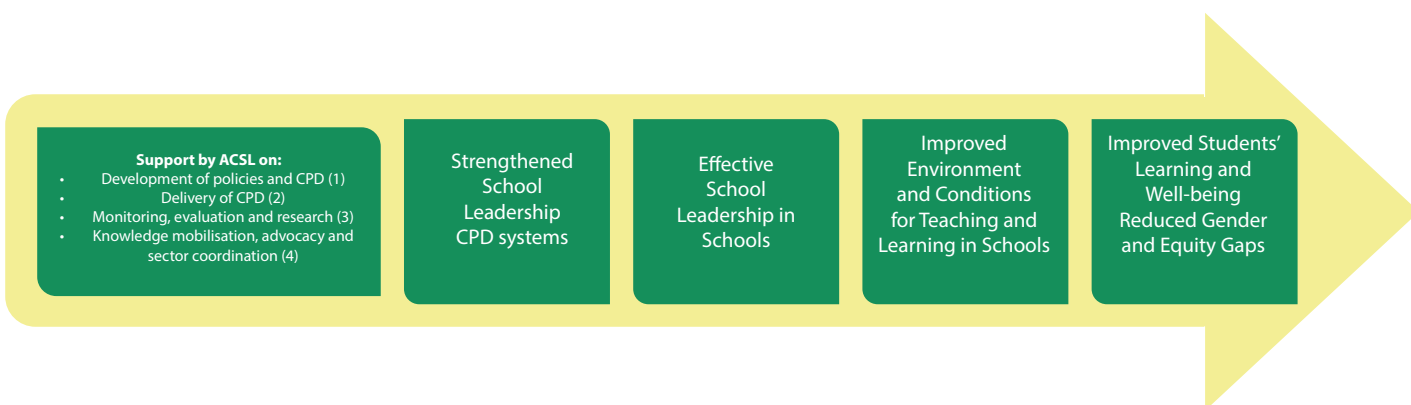 Support by ACSL on:
• Development of policies and CPD (1)
• Delivery of CPD (2)
• Monitoring, evaluation and research (3)
• Knowledge mobilisation, advocacy and
sector coordination (4)
Strengthened
School
Leadership
CPD systems
Effective
School
Leadership in
Schools
Improved
Environment
and Conditions
for Teaching and
Learning in Schools
Improved Students’
Learning and
Well-being
Reduced Gender
and Equity Gaps